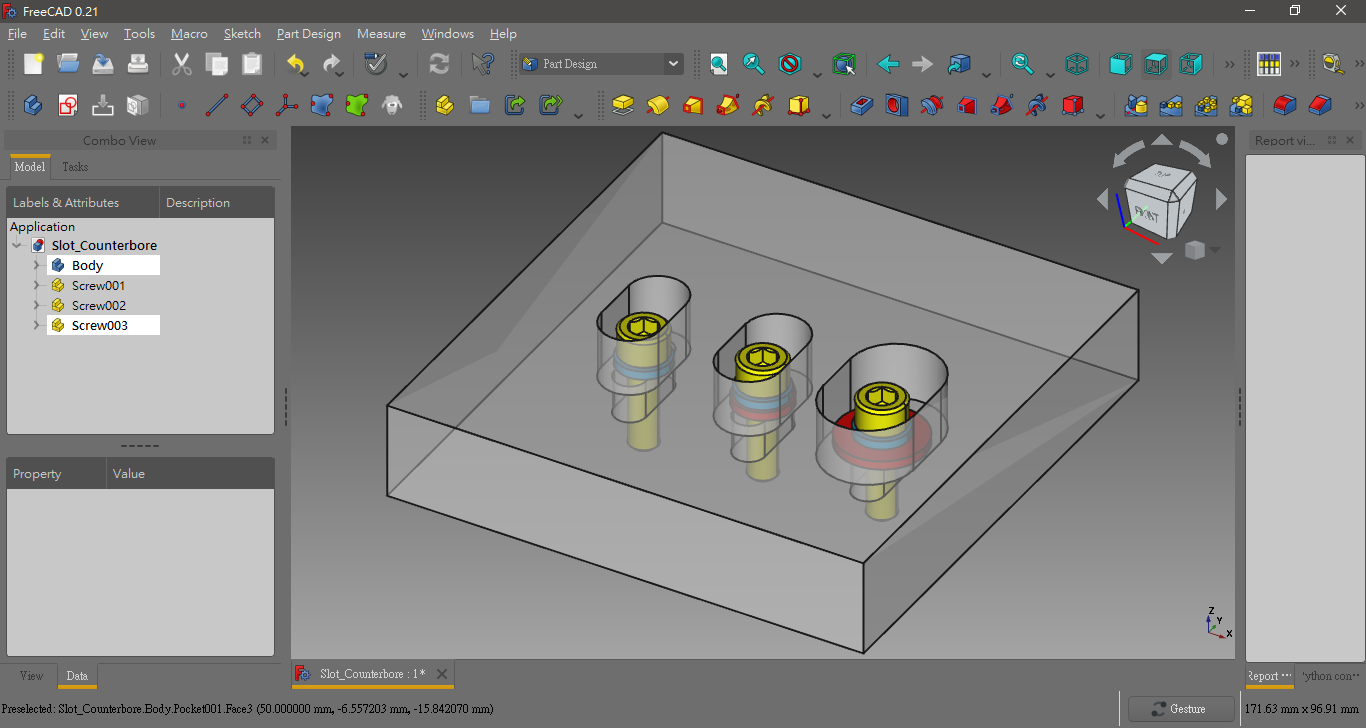 FreeCAD 0.21
File Edit View Tools Macro Sketch Part Design Measure Windows Help
Part Design
Combo View
Report vi...
Model Tasks
Labels & Attributes Description
Application
Slot_Counterbore
Body
Screw001
Screw002
Screw003
Property Value
Z
Y
X
View Data
Slot_Counterbore : 1*
Report ···
Preselected: Slot_Counterbore.Body.Pocket001.Face3 (50.000000 mm, -6.557203 mm, -15.842070 mm)
Gesture
171.63 mm x 96.91 mm